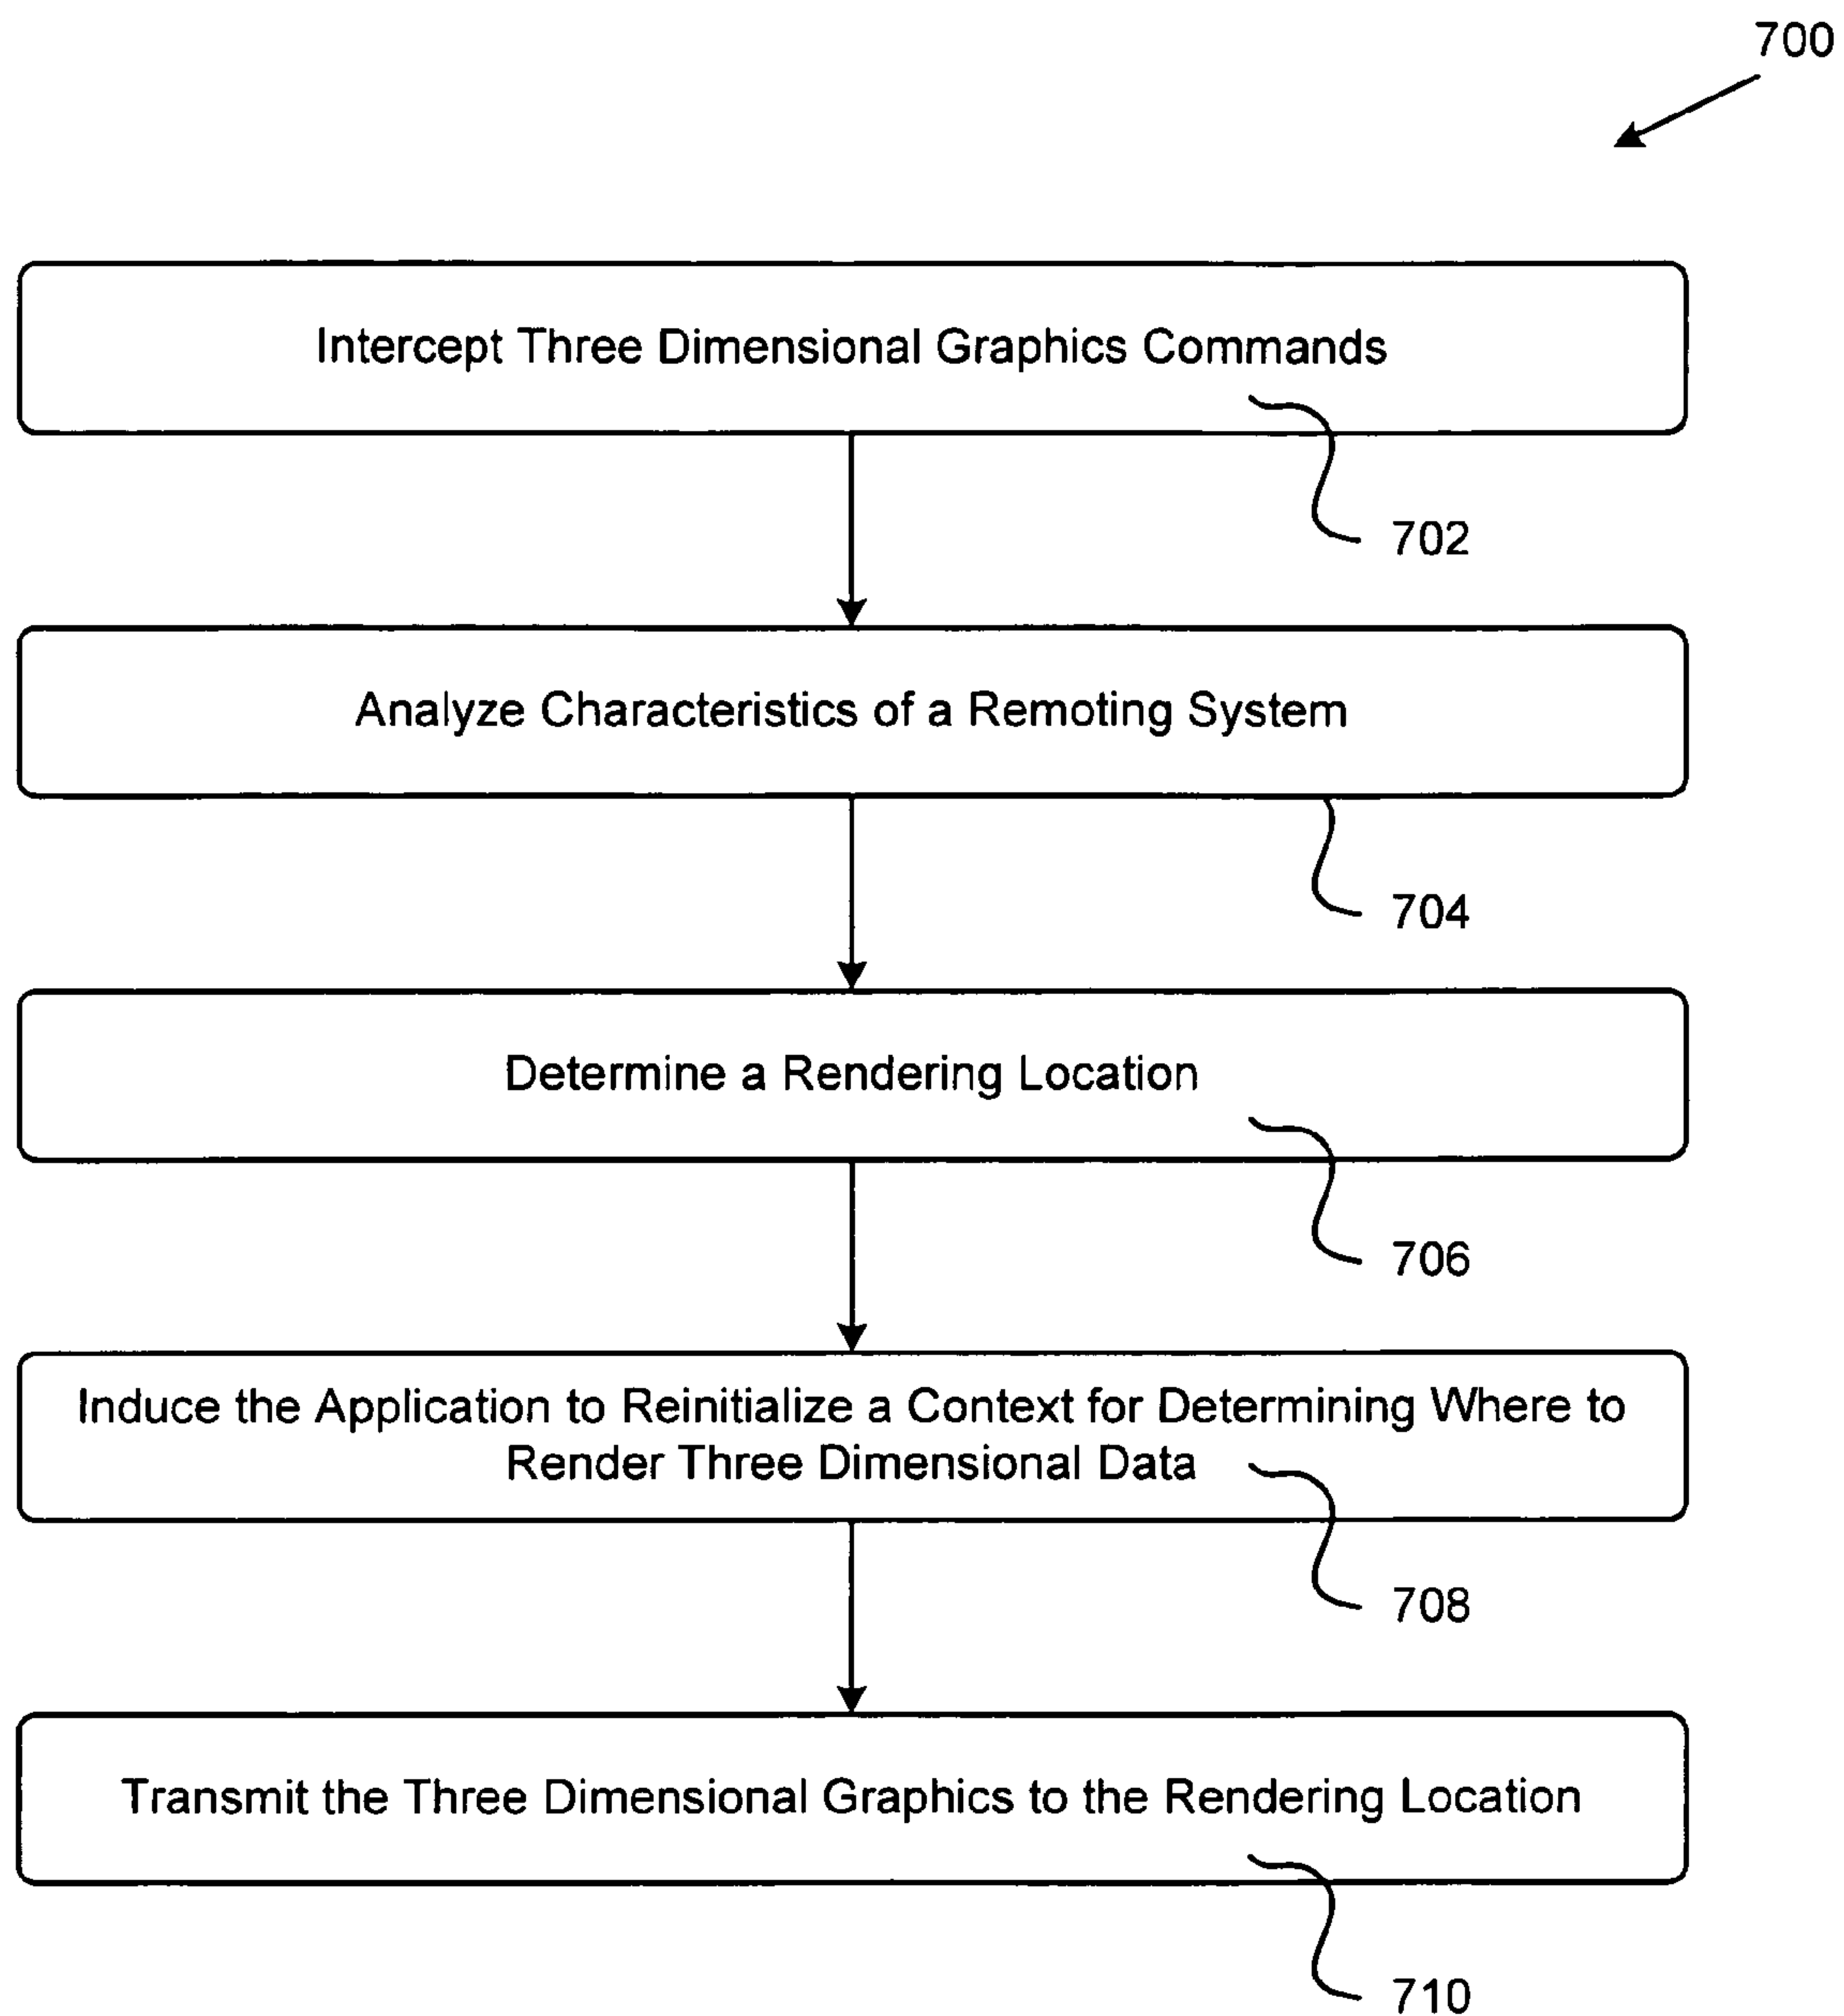 700
Intercept Three Dimensional Graphics Commands
702
Analyze Characteristics of a Remoting System
704
Determine a Rendering Location
706
Induce the Application to Reinitialize a Context for Determining Where to
Render Three Dimensional Data
708
Transmit the Three Dimensional Graphics to the Rendering Location
710